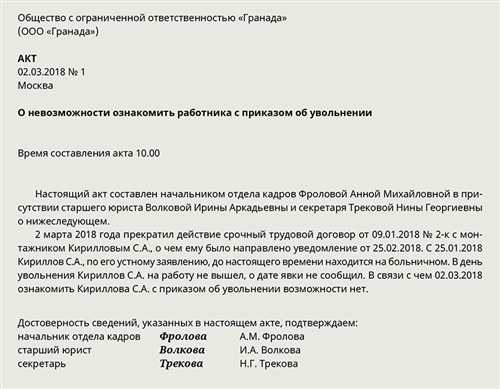 Общество с ограниченной ответственностью «Гранада»
(ООО «Гранада»)
АКТ
02.03.2018 № 1
Москва
О невозможности ознакомить работника с приказом об увольнении
Время составления акта 10.00
Настоящий акт составлен начальником отдела кадров Фроловой Анной Михайловной в при-
сутствии старшего юриста Волковой Ирины Аркадьевны и секретаря Трековой Нины Георгиевны
о нижеследующем.
2 марта 2018 года прекратил действие срочный трудовой договор от 09.01.2018 № 2-к с мон-
тажником Кирилловым С.А., о чем ему было направлено уведомление от 25.02.2018. С 25.01.2018
Кириллов С.А., по его устному заявлению, до настоящего времени находится на больничном. В день
увольнения Кириллов С.А. на работу не вышел, о дате явки не сообщил. В связи с чем 02.03.2018
ознакомить Кириллова С.А. с приказом об увольнении возможности нет.
Достоверность сведений, указанных в настоящем акте, подтверждаем:
начальник отдела кадров Фролова А.М. Фролова
старший юрист Волкова И.А. Волкова
секретарь Трекова Н.Г. Трекова